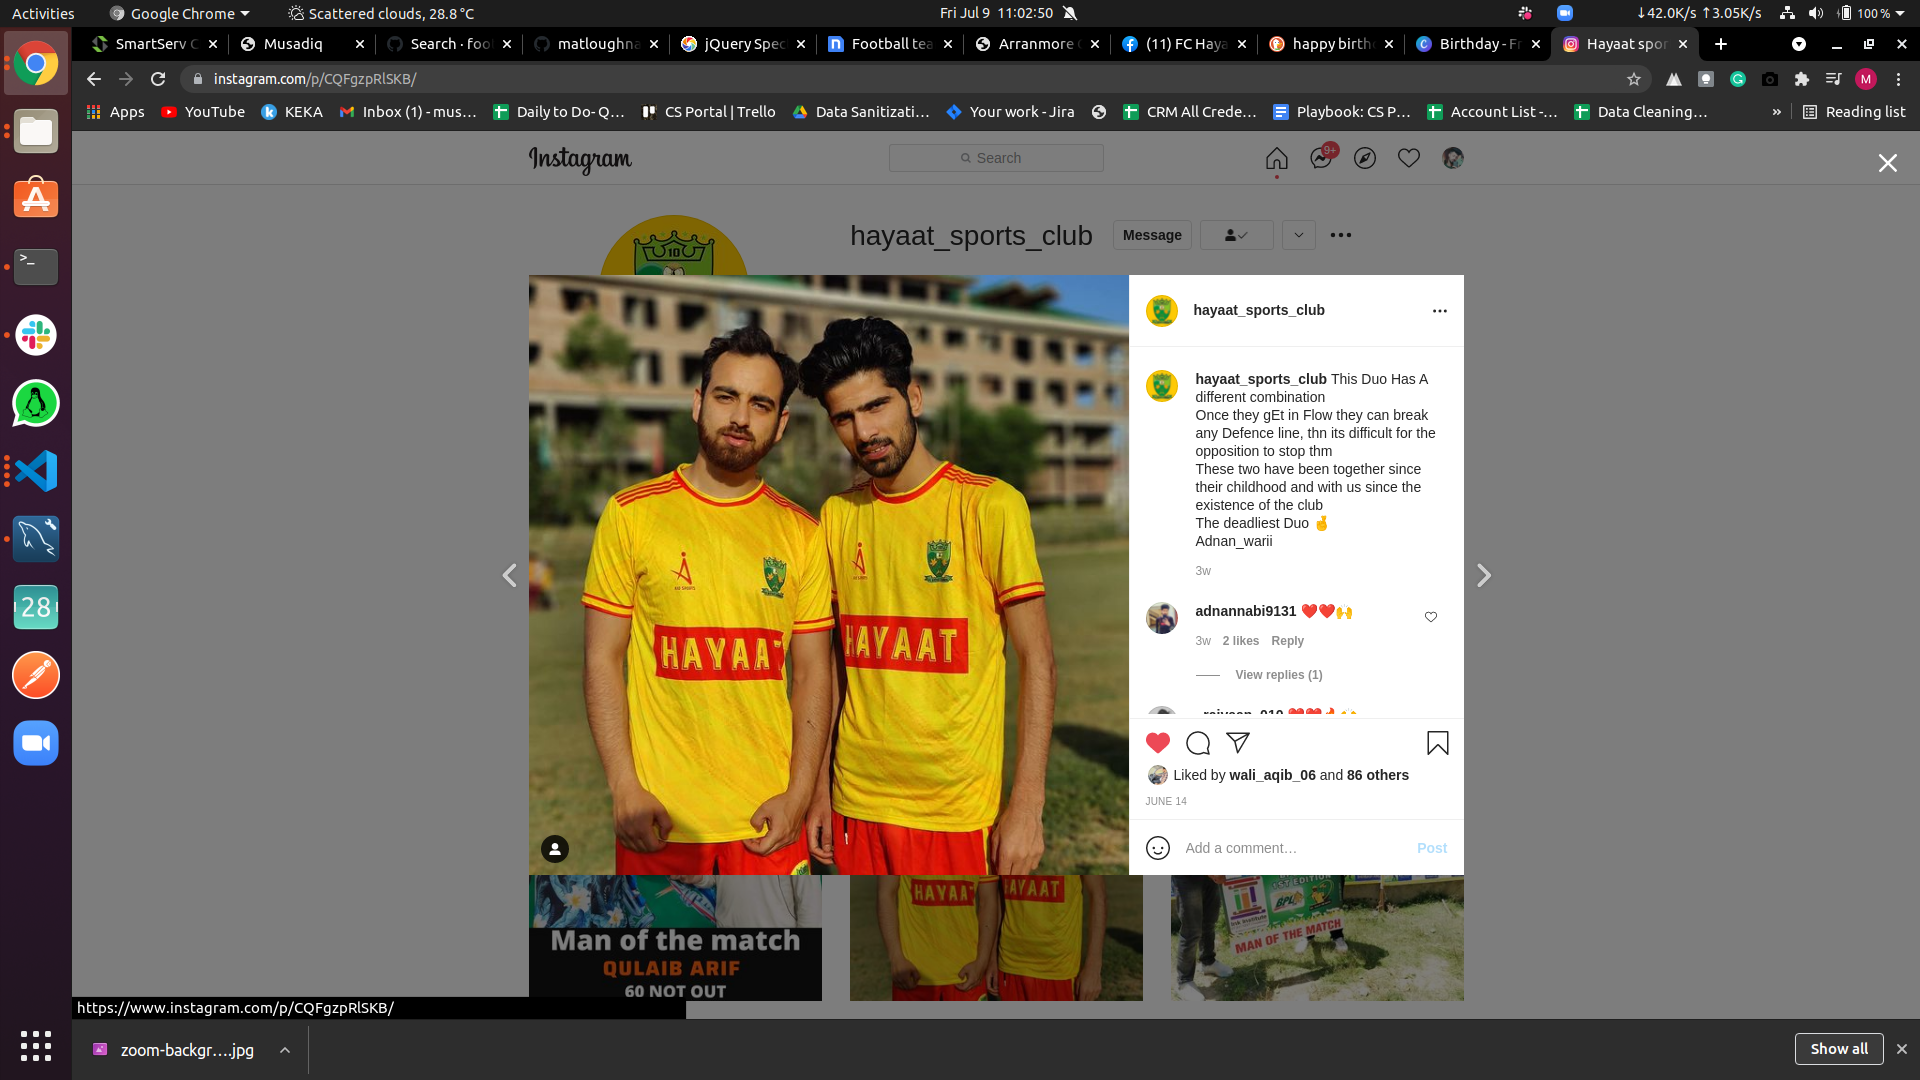 Activities
Google Chrome
Scattered clouds, 28.8 °C
Fri Jul 9 11:02:50
↓42.0K/s ↑3.05K/s
100 %
SmartServ C
Musadiq
Search · foo
matloughna
jQuery Spec
Football tea
Arranmore
(11) FC Haya
happy birth
Birthday - Fr
Hayaat spor
instagram.com/p/CQFgzpRlSKB/
M
Apps
YouTube
KEKA
Inbox (1) - mus…
Daily to Do- Q…
CS Portal | Trello
Data Sanitizati…
Your work - Jira
CRM All Crede…
Playbook: CS P…
Account List -…
Data Cleaning…
»
Reading list
Instagram
Search
9+
hayaat_sports_club
Message
10
hayaat_sports_club
hayaat_sports_club This Duo Has A
different combination
Once they gEt in Flow they can break
any Defence line, thn its difficult for the
opposition to stop thm
These two have been together since
their childhood and with us since the
existence of the club
The deadliest Duo 🤞
Adnan_warii
3w
adnannabi9131 ❤️❤️🙌
3w 2 likes Reply
View replies (1)
Liked by wali_aqib_06 and 86 others
JUNE 14
Add a comment…
Post
HAYAAT
HAYAAT
28
Man of the match
QULAIB ARIF
60 NOT OUT
HAYAAT
HAYAAT
1ST EDITION
BPL
MAN OF THE MATCH
https://www.instagram.com/p/CQFgzpRlSKB/
zoom-backgr….jpg
Show all